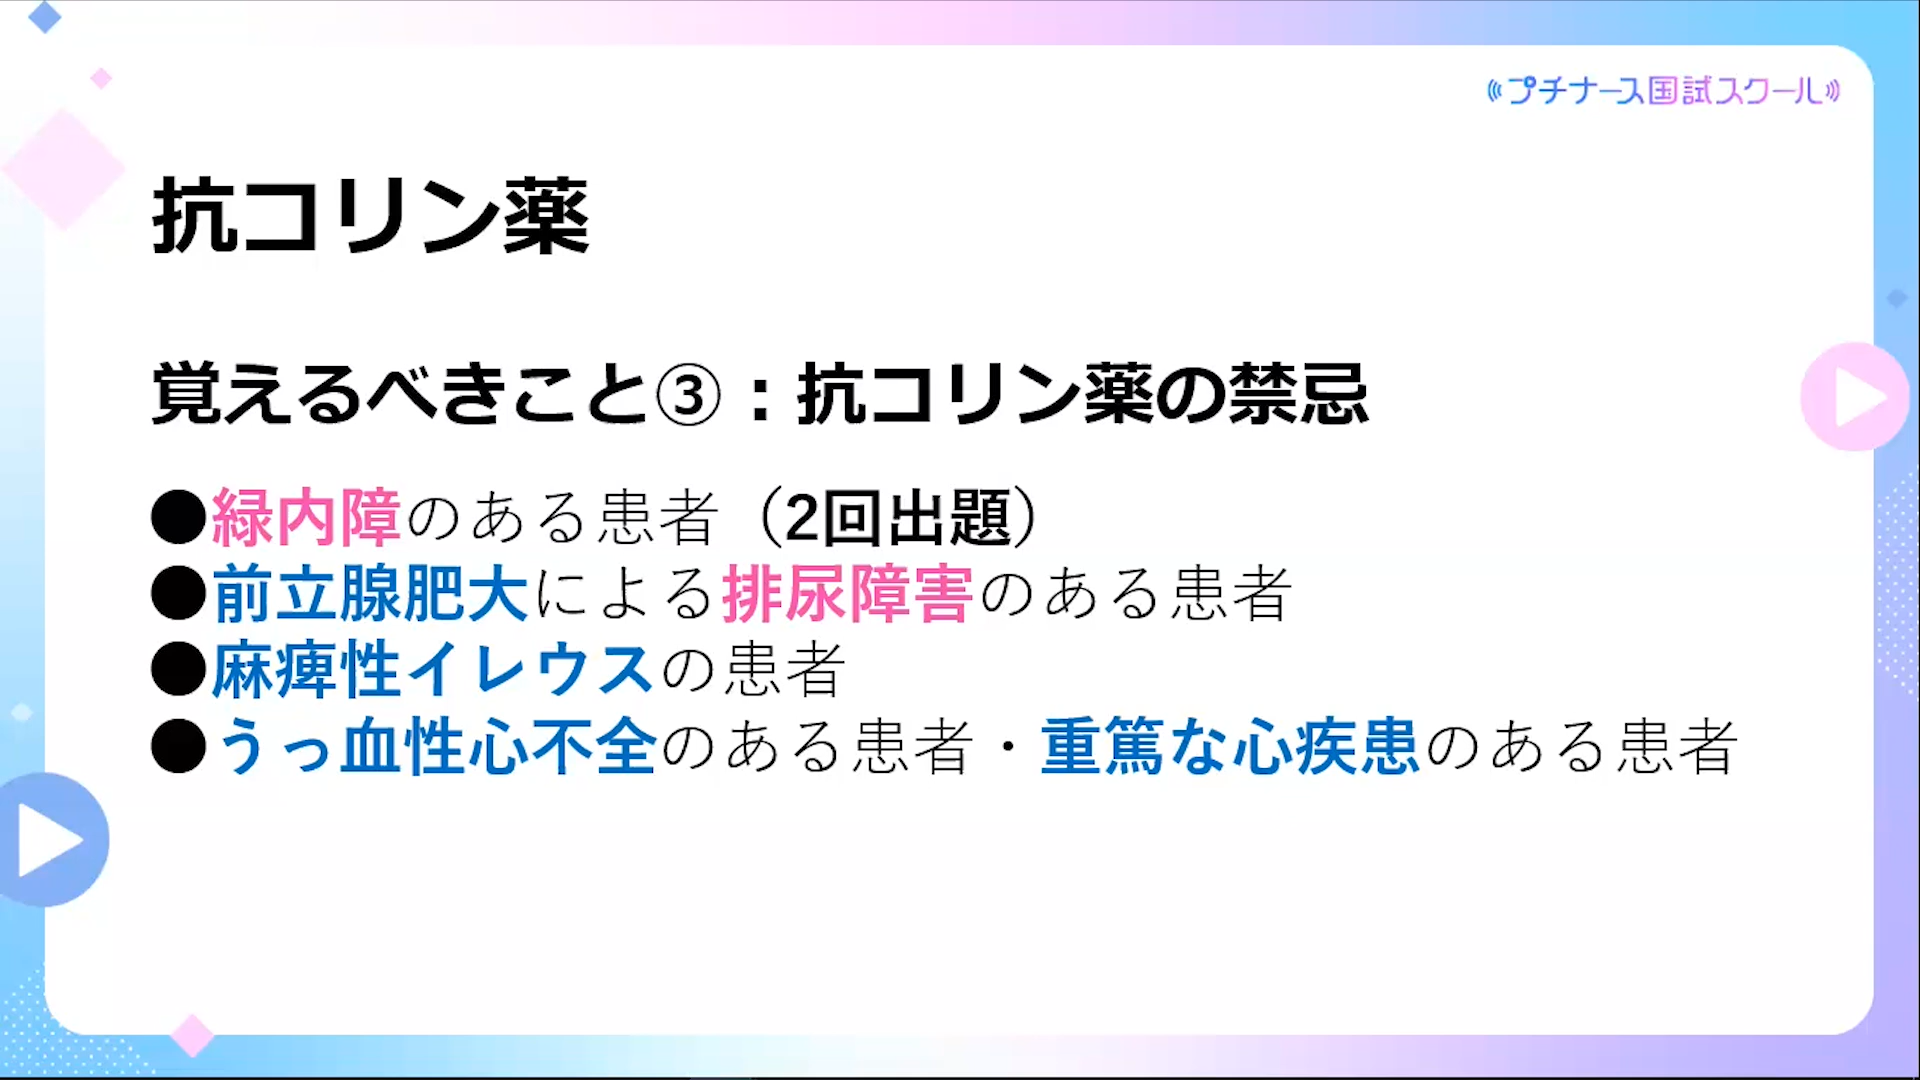 プチナース国試スクール
抗コリン薬
覚えるべきこと③：抗コリン薬の禁忌
●緑内障のある患者（2回出題）
●前立腺肥大による排尿障害のある患者
●麻痺性イレウスの患者
●うっ血性心不全のある患者・重篤な心疾患のある患者